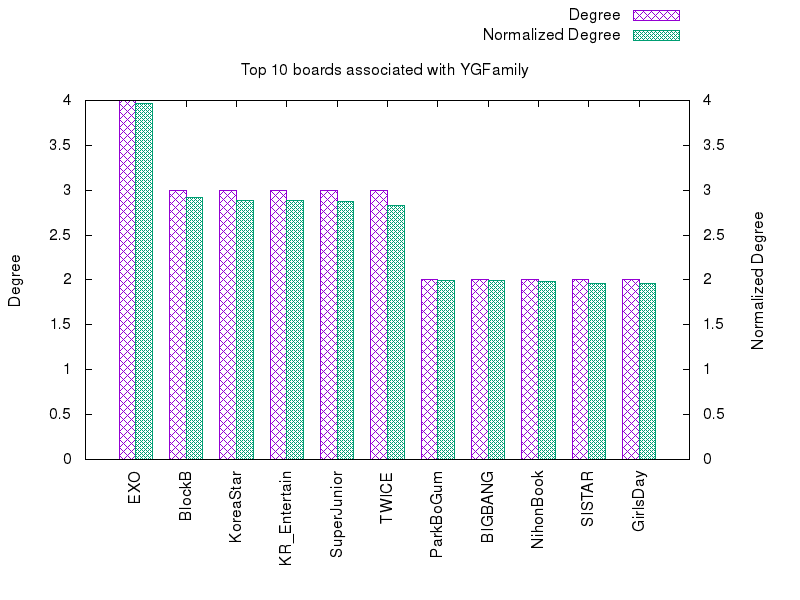 Degree
Normalized Degree
Top 10 boards associated with YGFamily
4
3.5
3
2.5
2
1.5
1
0.5
0
Degree
4
3.5
3
2.5
2
1.5
1
0.5
0
Normalized Degree
EXO
BlockB
KoreaStar
KR_Entertain
SuperJunior
TWICE
ParkBoGum
BIGBANG
NihonBook
SISTAR
GirlsDay